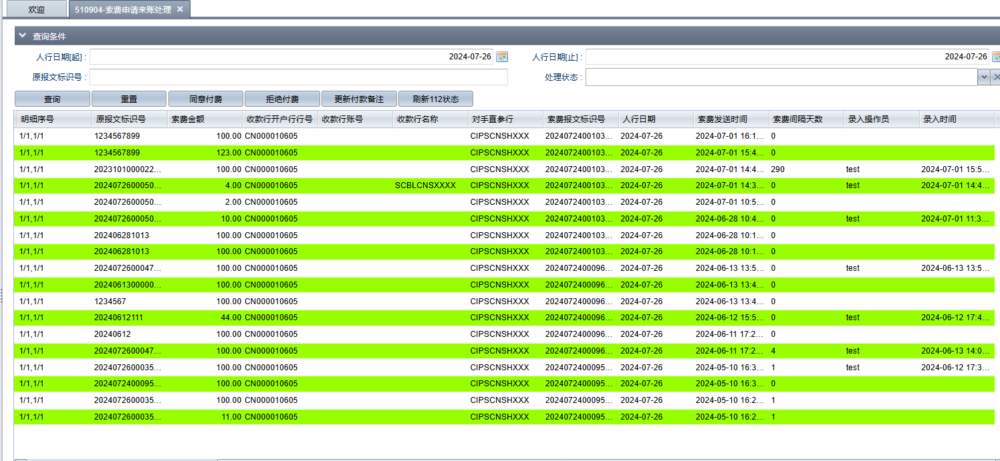 欢迎 510904-索费申请来账处理
查询条件
人行日期[起]: 2024-07-26 人行日期[止]: 2024-07-26
原报文标识号: 处理状态:
查询 重置 同意付费 拒绝付费 更新付款备注 刷新112状态
明细序号 原报文标识号 索费金额 收款行开户行行号 收款行账号 收款行名称 对手直参行 索费报文标识号 人行日期 索费发送时间 索费间隔天数 录入操作员 录入时间
1/1,1/1 1234567899 100.00 CN000010605 CIPSCNSHXXX 2024072400103... 2024-07-26 2024-07-01 16:1... 0
1/1,1/1 1234567899 123.00 CN000010605 CIPSCNSHXXX 2024072400103... 2024-07-26 2024-07-01 15:4... 0
1/1,1/1 2023101000022... 100.00 CN000010605 CIPSCNSHXXX 2024072400103... 2024-07-26 2024-07-01 14:4... 290 test 2024-07-01 15:5...
1/1,1/1 2024072600050... 4.00 CN000010605 SCBLCNSXXXX CIPSCNSHXXX 2024072400103... 2024-07-26 2024-07-01 14:3... 0 test 2024-07-01 14:4...
1/1,1/1 2024072600050... 2.00 CN000010605 CIPSCNSHXXX 2024072400103... 2024-07-26 2024-07-01 10:5... 0
1/1,1/1 2024072600050... 10.00 CN000010605 CIPSCNSHXXX 2024072400103... 2024-07-26 2024-06-28 10:4... 0 test 2024-07-01 11:3...
1/1,1/1 202406281013 100.00 CN000010605 CIPSCNSHXXX 2024072400103... 2024-07-26 2024-06-28 10:1... 0
1/1,1/1 202406281013 100.00 CN000010605 CIPSCNSHXXX 2024072400103... 2024-07-26 2024-06-28 10:1... 0
1/1,1/1 2024072600047... 100.00 CN000010605 CIPSCNSHXXX 2024072400096... 2024-07-26 2024-06-13 13:5... 0 test 2024-06-13 13:5...
1/1,1/1 2024061300000... 100.00 CN000010605 CIPSCNSHXXX 2024072400096... 2024-07-26 2024-06-13 13:4... 0
1/1,1/1 1234567 100.00 CN000010605 CIPSCNSHXXX 2024072400096... 2024-07-26 2024-06-13 13:4... 0
1/1,1/1 20240612111 44.00 CN000010605 CIPSCNSHXXX 2024072400096... 2024-07-26 2024-06-12 15:5... 0 test 2024-06-12 17:4...
1/1,1/1 20240612 100.00 CN000010605 CIPSCNSHXXX 2024072400096... 2024-07-26 2024-06-11 17:2... 0
1/1,1/1 2024072600047... 100.00 CN000010605 CIPSCNSHXXX 2024072400096... 2024-07-26 2024-06-11 17:2... 4 test 2024-06-13 14:0...
1/1,1/1 2024072600035... 100.00 CN000010605 CIPSCNSHXXX 2024072400095... 2024-07-26 2024-05-10 16:3... 1 test 2024-06-12 17:3...
1/1,1/1 2024072400095... 100.00 CN000010605 CIPSCNSHXXX 2024072400095... 2024-07-26 2024-05-10 16:3... 0
1/1,1/1 2024072600035... 100.00 CN000010605 CIPSCNSHXXX 2024072400095... 2024-07-26 2024-05-10 16:2... 1
1/1,1/1 2024072600035... 11.00 CN000010605 CIPSCNSHXXX 2024072400095... 2024-07-26 2024-05-10 16:2... 1